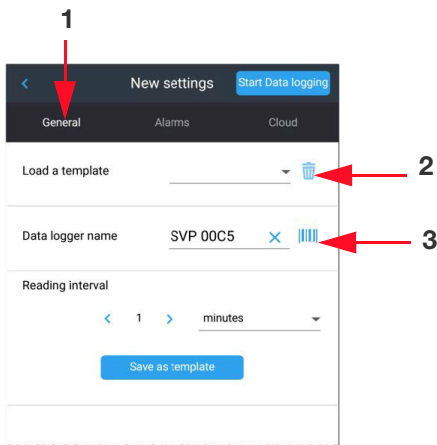 1
New settings Start Data logging
General Alarms Cloud
Load a template 2
Data logger name SVP 00C5 3
Reading interval
1 minutes
Save as template